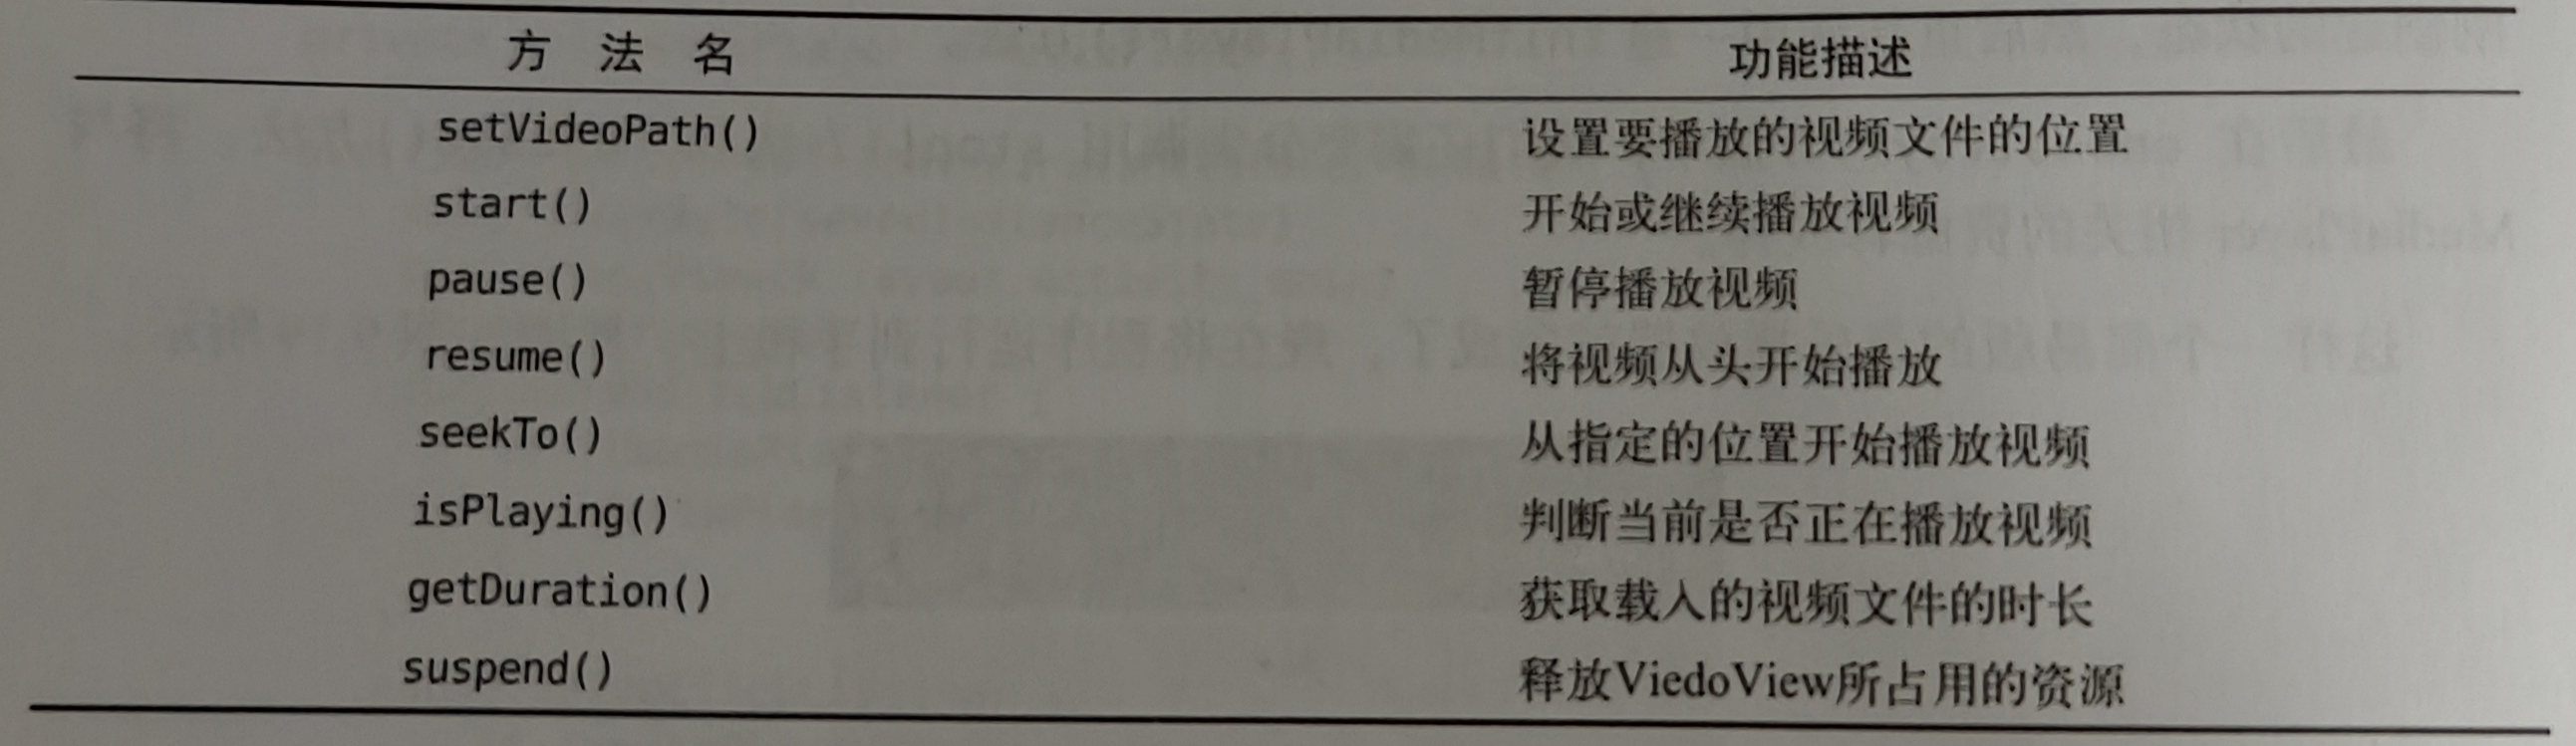 方 法 名 功能描述
setVideoPath() 设置要播放的视频文件的位置
start() 开始或继续播放视频
pause() 暂停播放视频
resume() 将视频从头开始播放
seekTo() 从指定的位置开始播放视频
isPlaying() 判断当前是否正在播放视频
getDuration() 获取载入的视频文件的时长
suspend() 释放ViedoView所占用的资源